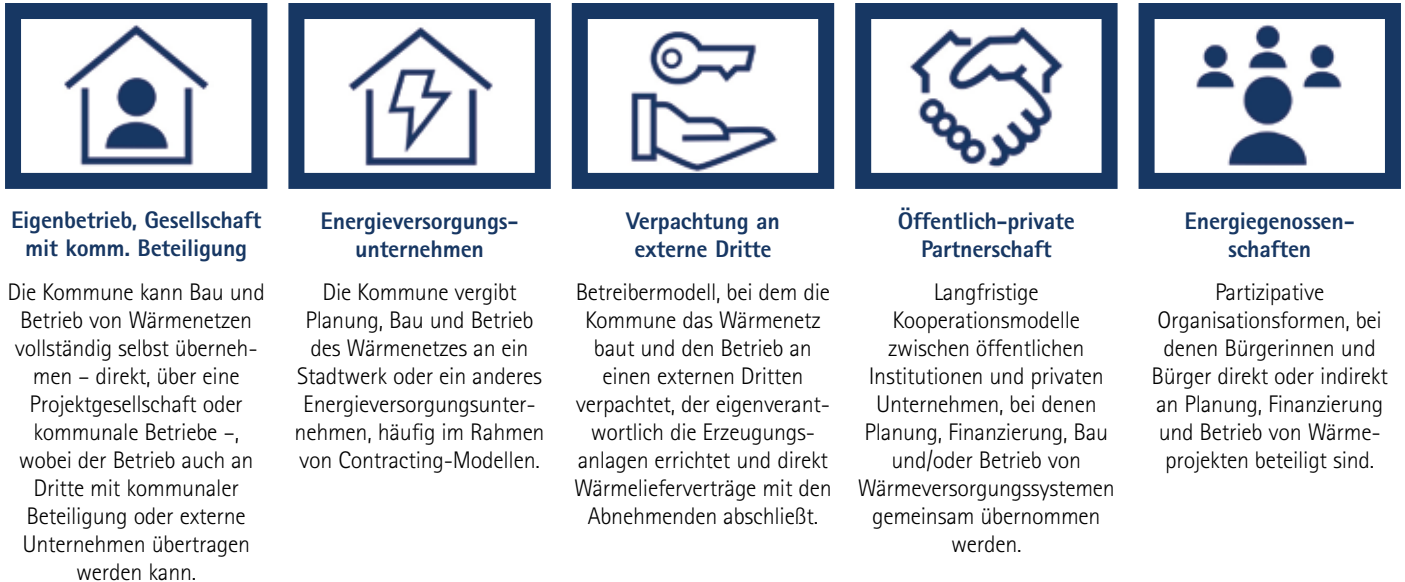 Eigenbetrieb, Gesellschaft
mit komm. Beteiligung
Die Kommune kann Bau und
Betrieb von Wärmenetzen
vollständig selbst überneh-
men – direkt, über eine
Projektgesellschaft oder
kommunale Betriebe –,
wobei der Betrieb auch an
Dritte mit kommunaler
Beteiligung oder externe
Unternehmen übertragen
werden kann.
Energieversorgungs-
unternehmen
Die Kommune vergibt
Planung, Bau und Betrieb
des Wärmenetzes an ein
Stadtwerk oder ein anderes
Energieversorgungsunter-
nehmen, häufig im Rahmen
von Contracting-Modellen.
Verpachtung an
externe Dritte
Betreibermodell, bei dem die
Kommune das Wärmenetz
baut und den Betrieb an
einen externen Dritten
verpachtet, der eigenverant-
wortlich die Erzeugungs-
anlagen errichtet und direkt
Wärmelieferverträge mit den
Abnehmenden abschließt.
Öffentlich-private
Partnerschaft
Langfristige
Kooperationsmodelle
zwischen öffentlichen
Institutionen und privaten
Unternehmen, bei denen
Planung, Finanzierung, Bau
und/oder Betrieb von
Wärmeversorgungssystemen
gemeinsam übernommen
werden.
Energiegenossen-
schaften
Partizipative
Organisationsformen, bei
denen Bürgerinnen und
Bürger direkt oder indirekt
an Planung, Finanzierung
und Betrieb von Wärme-
projekten beteiligt sind.